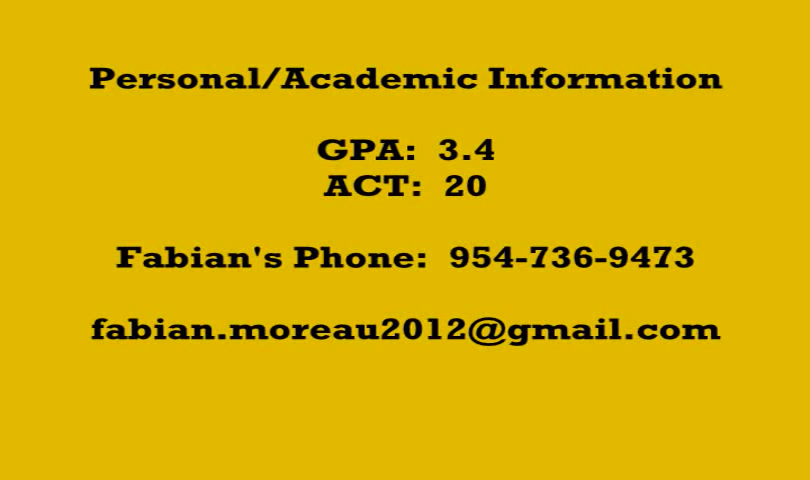 Personal/Academic Information
GPA: 3.4
ACT: 20
Fabian's Phone: 954-736-9473
fabian.moreau2012@gmail.com